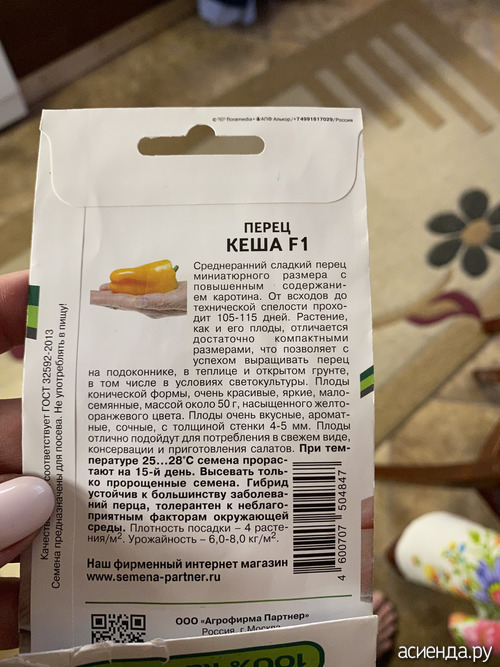 © "ПГ" floramedia • АПФ Алькор/+74991817029/Россия
ПЕРЕЦ
КЕША F1
Среднеранний сладкий перец
миниатюрного размера с
повышенным содержани-
ем каротина. От всходов до
технической спелости прохо-
дит 105-115 дней. Растение,
как и его плоды, отличается
достаточно компактными
размерами, что позволяет с
успехом выращивать перец
на подоконнике, в теплице и открытом грунте,
в том числе в условиях светокультуры. Плоды
конической формы, очень красивые, яркие, мало-
семянные, массой около 50 г, насыщенного желто-
оранжевого цвета. Плоды очень вкусные, аромат-
ные, сочные, с толщиной стенки 4-5 мм. Плоды
отлично подойдут для потребления в свежем виде,
консервации и приготовления салатов. При тем-
пературе 25...28°С семена прорас-
тают на 15-й день. Высевать толь-
ко пророщенные семена. Гибрид
устойчив к большинству заболева-
ний перца, толерантен к неблаго-
приятным факторам окружающей
среды. Плотность посадки – 4 расте-
ния/м². Урожайность – 6,0-8,0 кг/м².
Наш фирменный интернет магазин
www.semena-partner.ru
ООО «Агрофирма Партнер»
Россия, г. Москва
4 600707 504847
соответствует ГОСТ 32592-2013
Семена предназначены для посева. Не употреблять в пищу!
100%
асиенда.ру